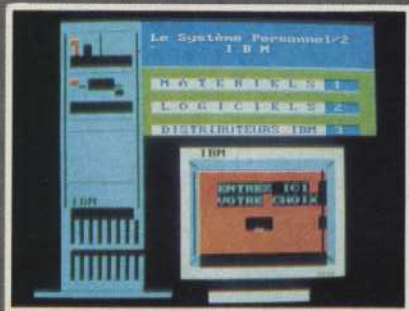 Le Système Personnel/2
IBM
MATERIELS 1
LOGICIELS 2
DISTRIBUTEURS IBM 3
IBM
IBM
ENTREZ ICI
VOTRE CHOIX